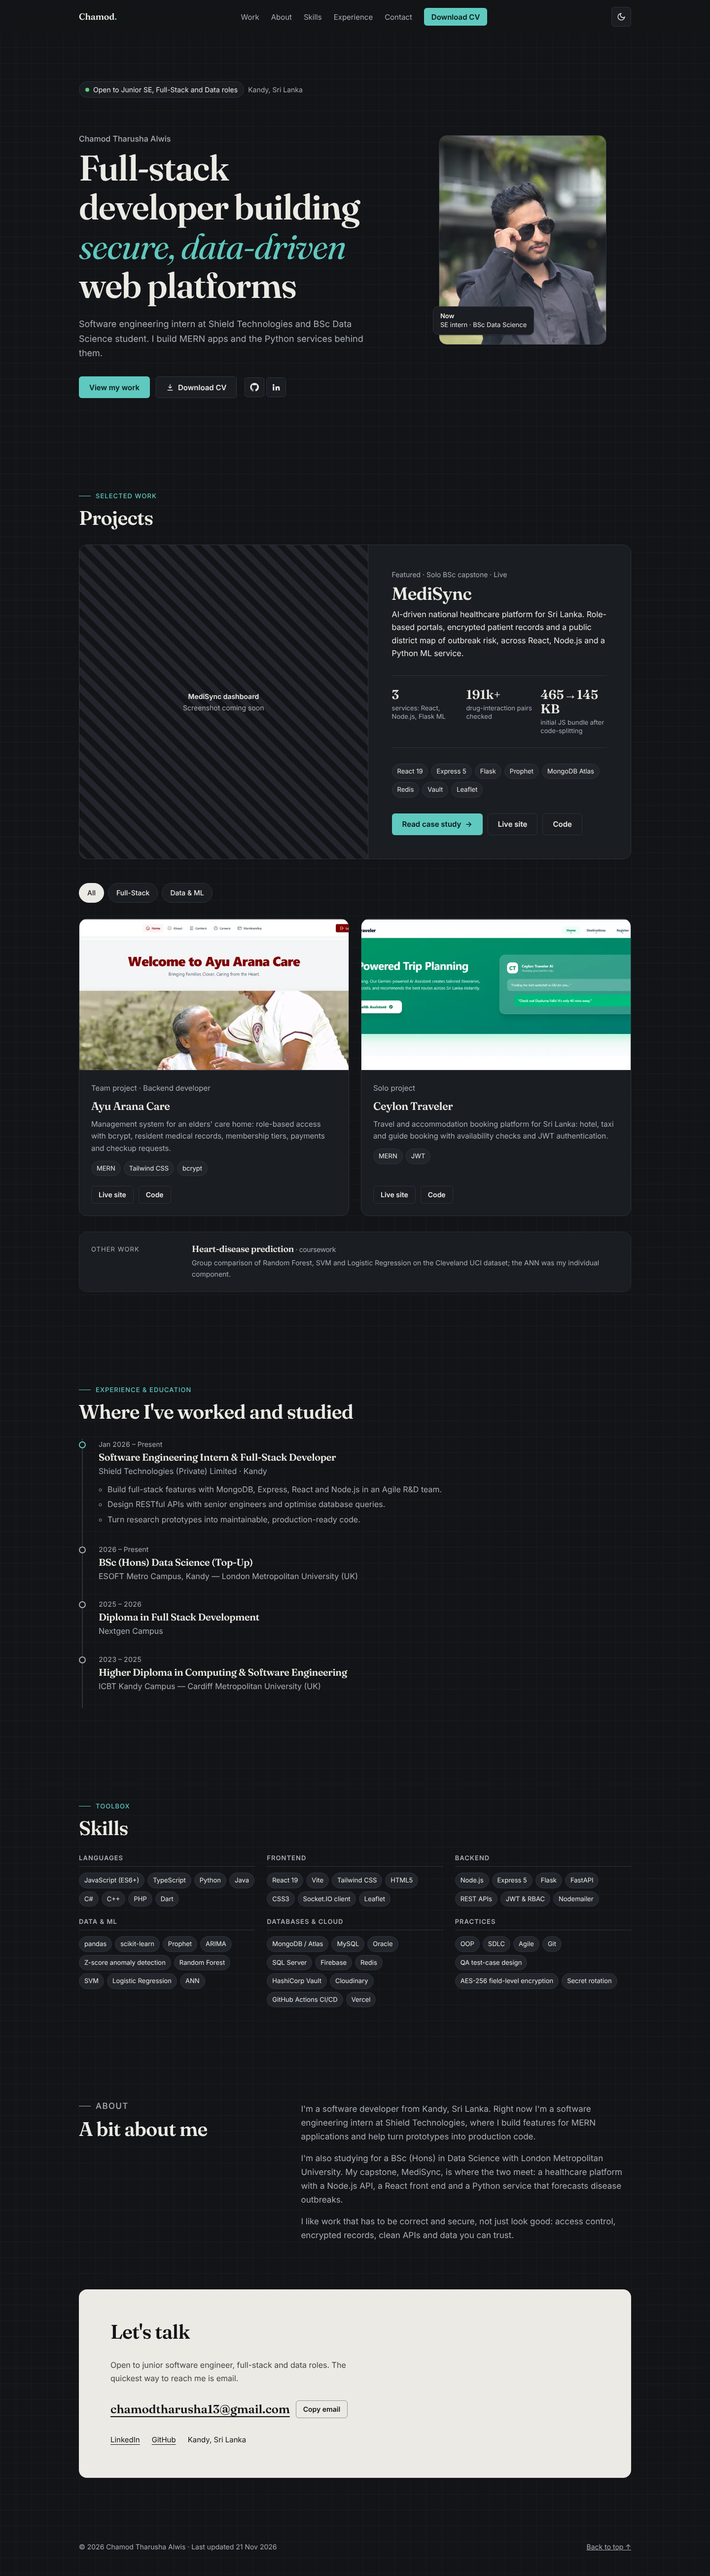 Chamod.
Work About Skills Experience Contact Download CV
Open to Junior SE, Full-Stack and Data roles Kandy, Sri Lanka
Chamod Tharusha Alwis
Full-stack
developer building
secure, data-driven
web platforms
Software engineering intern at Shield Technologies and BSc Data
Science student. I build MERN apps and the Python services behind
them.
View my work Download CV
Now
SE intern · BSc Data Science
SELECTED WORK
Projects
MediSync dashboard
Screenshot coming soon
Featured · Solo BSc capstone · Live
MediSync
AI-driven national healthcare platform for Sri Lanka. Role-
based portals, encrypted patient records and a public
district map of outbreak risk, across React, Node.js and a
Python ML service.
3
services: React,
Node.js, Flask ML
191k+
drug-interaction pairs
checked
465→145
KB
initial JS bundle after
code-splitting
React 19 Express 5 Flask Prophet MongoDB Atlas
Redis Vault Leaflet
Read case study → Live site Code
All Full-Stack Data & ML
Home About Careers Membership
Welcome to Ayu Arana Care
Bringing Families Closer, Caring from the Heart
Team project · Backend developer
Ayu Arana Care
Management system for an elders' care home: role-based access
with bcrypt, resident medical records, membership tiers, payments
and checkup requests.
MERN Tailwind CSS bcrypt
Live site Code
raveler Home Destinations
Powered Trip Planning
CT Ceylon Traveler AI
Solo project
Ceylon Traveler
Travel and accommodation booking platform for Sri Lanka: hotel, taxi
and guide booking with availability checks and JWT authentication.
MERN JWT
Live site Code
OTHER WORK
Heart-disease prediction · coursework
Group comparison of Random Forest, SVM and Logistic Regression on the Cleveland UCI dataset; the ANN was my individual
component.
EXPERIENCE & EDUCATION
Where I've worked and studied
Jan 2026 – Present
Software Engineering Intern & Full-Stack Developer
Shield Technologies (Private) Limited · Kandy
Build full-stack features with MongoDB, Express, React and Node.js in an Agile R&D team.
Design RESTful APIs with senior engineers and optimise database queries.
Turn research prototypes into maintainable, production-ready code.
2026 – Present
BSc (Hons) Data Science (Top-Up)
ESOFT Metro Campus, Kandy — London Metropolitan University (UK)
2025 – 2026
Diploma in Full Stack Development
Nextgen Campus
2023 – 2025
Higher Diploma in Computing & Software Engineering
ICBT Kandy Campus — Cardiff Metropolitan University (UK)
TOOLBOX
Skills
LANGUAGES
JavaScript (ES6+) TypeScript Python Java
C# C++ PHP Dart
FRONTEND
React 19 Vite Tailwind CSS HTML5
CSS3 Socket.IO client Leaflet
BACKEND
Node.js Express 5 Flask FastAPI
REST APIs JWT & RBAC Nodemailer
DATA & ML
pandas scikit-learn Prophet ARIMA
Z-score anomaly detection Random Forest
SVM Logistic Regression ANN
DATABASES & CLOUD
MongoDB / Atlas MySQL Oracle
SQL Server Firebase Redis
HashiCorp Vault Cloudinary
GitHub Actions CI/CD Vercel
PRACTICES
OOP SDLC Agile Git
QA test-case design
AES-256 field-level encryption Secret rotation
ABOUT
A bit about me
I'm a software developer from Kandy, Sri Lanka. Right now I'm a software
engineering intern at Shield Technologies, where I build features for MERN
applications and help turn prototypes into production code.
I'm also studying for a BSc (Hons) in Data Science with London Metropolitan
University. My capstone, MediSync, is where the two meet: a healthcare platform
with a Node.js API, a React front end and a Python service that forecasts disease
outbreaks.
I like work that has to be correct and secure, not just look good: access control,
encrypted records, clean APIs and data you can trust.
Let's talk
Open to junior software engineer, full-stack and data roles. The
quickest way to reach me is email.
chamodtharusha13@gmail.com Copy email
LinkedIn GitHub Kandy, Sri Lanka
© 2026 Chamod Tharusha Alwis · Last updated 21 Nov 2026
Back to top ↑